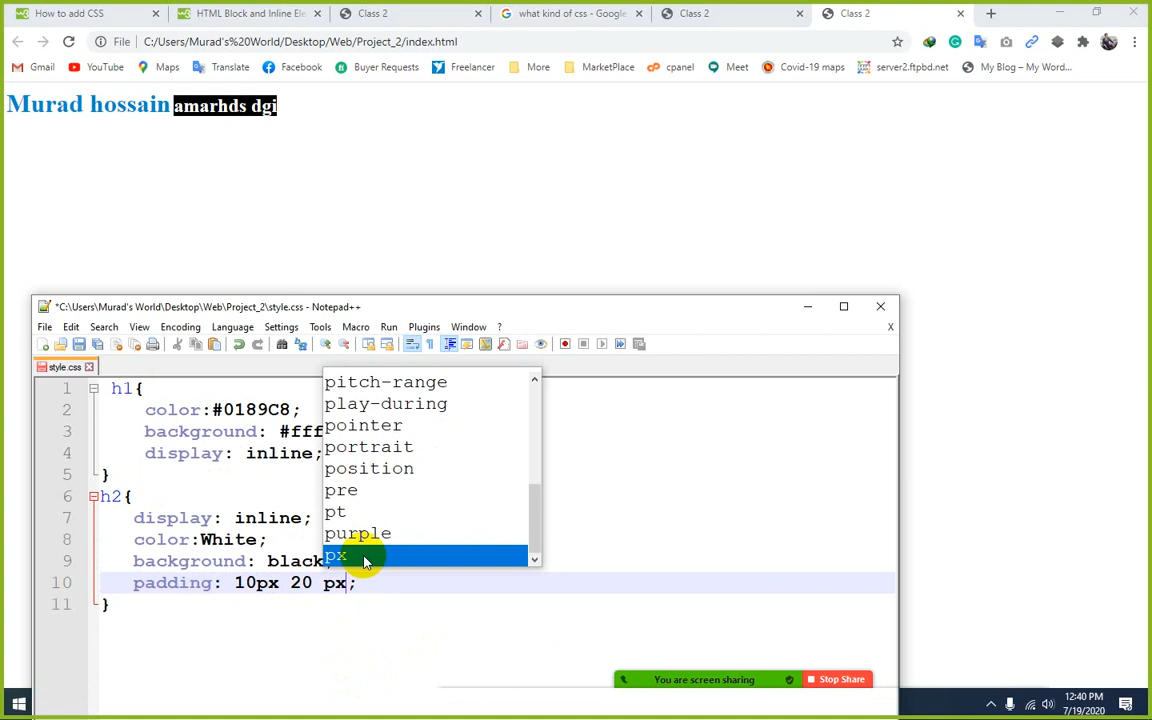 How to add CSS
HTML Block and Inline Ele
Class 2
what kind of css - Google
Class 2
Class 2
File C:/Users/Murad's%20World/Desktop/Web/Project_2/index.html
Gmail YouTube Maps Translate Facebook Buyer Requests Freelancer More MarketPlace cpanel Meet Covid-19 maps server2.ftpbd.net My Blog – My Word...
Murad hossain amarhds dgi
*C:\Users\Murad's World\Desktop\Web\Project_2\style.css - Notepad++
File Edit Search View Encoding Language Settings Tools Macro Run Plugins Window ? X
style.css
1 h1{
2 color:#0189C8;
3 background: #fff
4 display: inline;
5 }
6 h2{
7 display: inline;
8 color:White;
9 background: black;
10 padding: 10px 20 px;
11 }
pitch-range
play-during
pointer
portrait
position
pre
pt
purple
px
You are screen sharing Stop Share
12:40 PM
7/19/2020